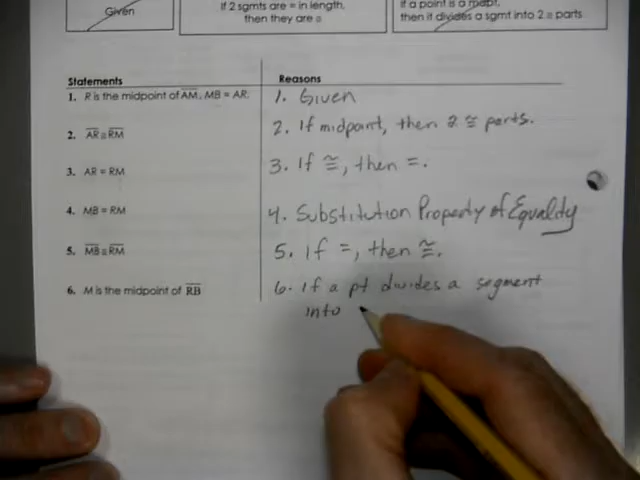 Given
If 2 sgmts are = in length,
then they are ≅
If a point is a mdpt,
then it divides a sgmt into 2 ≅ parts
Statements
Reasons
1. R is the midpoint of AM, MB = AR.
1. Given
2. AR ≅ RM
2. If midpoint, then 2 ≅ parts.
3. AR = RM
3. If ≅, then =.
4. MB = RM
4. Substitution Property of Equality
5. MB ≅ RM
5. If =, then ≅.
6. M is the midpoint of RB
6. If a pt divides a segment
into